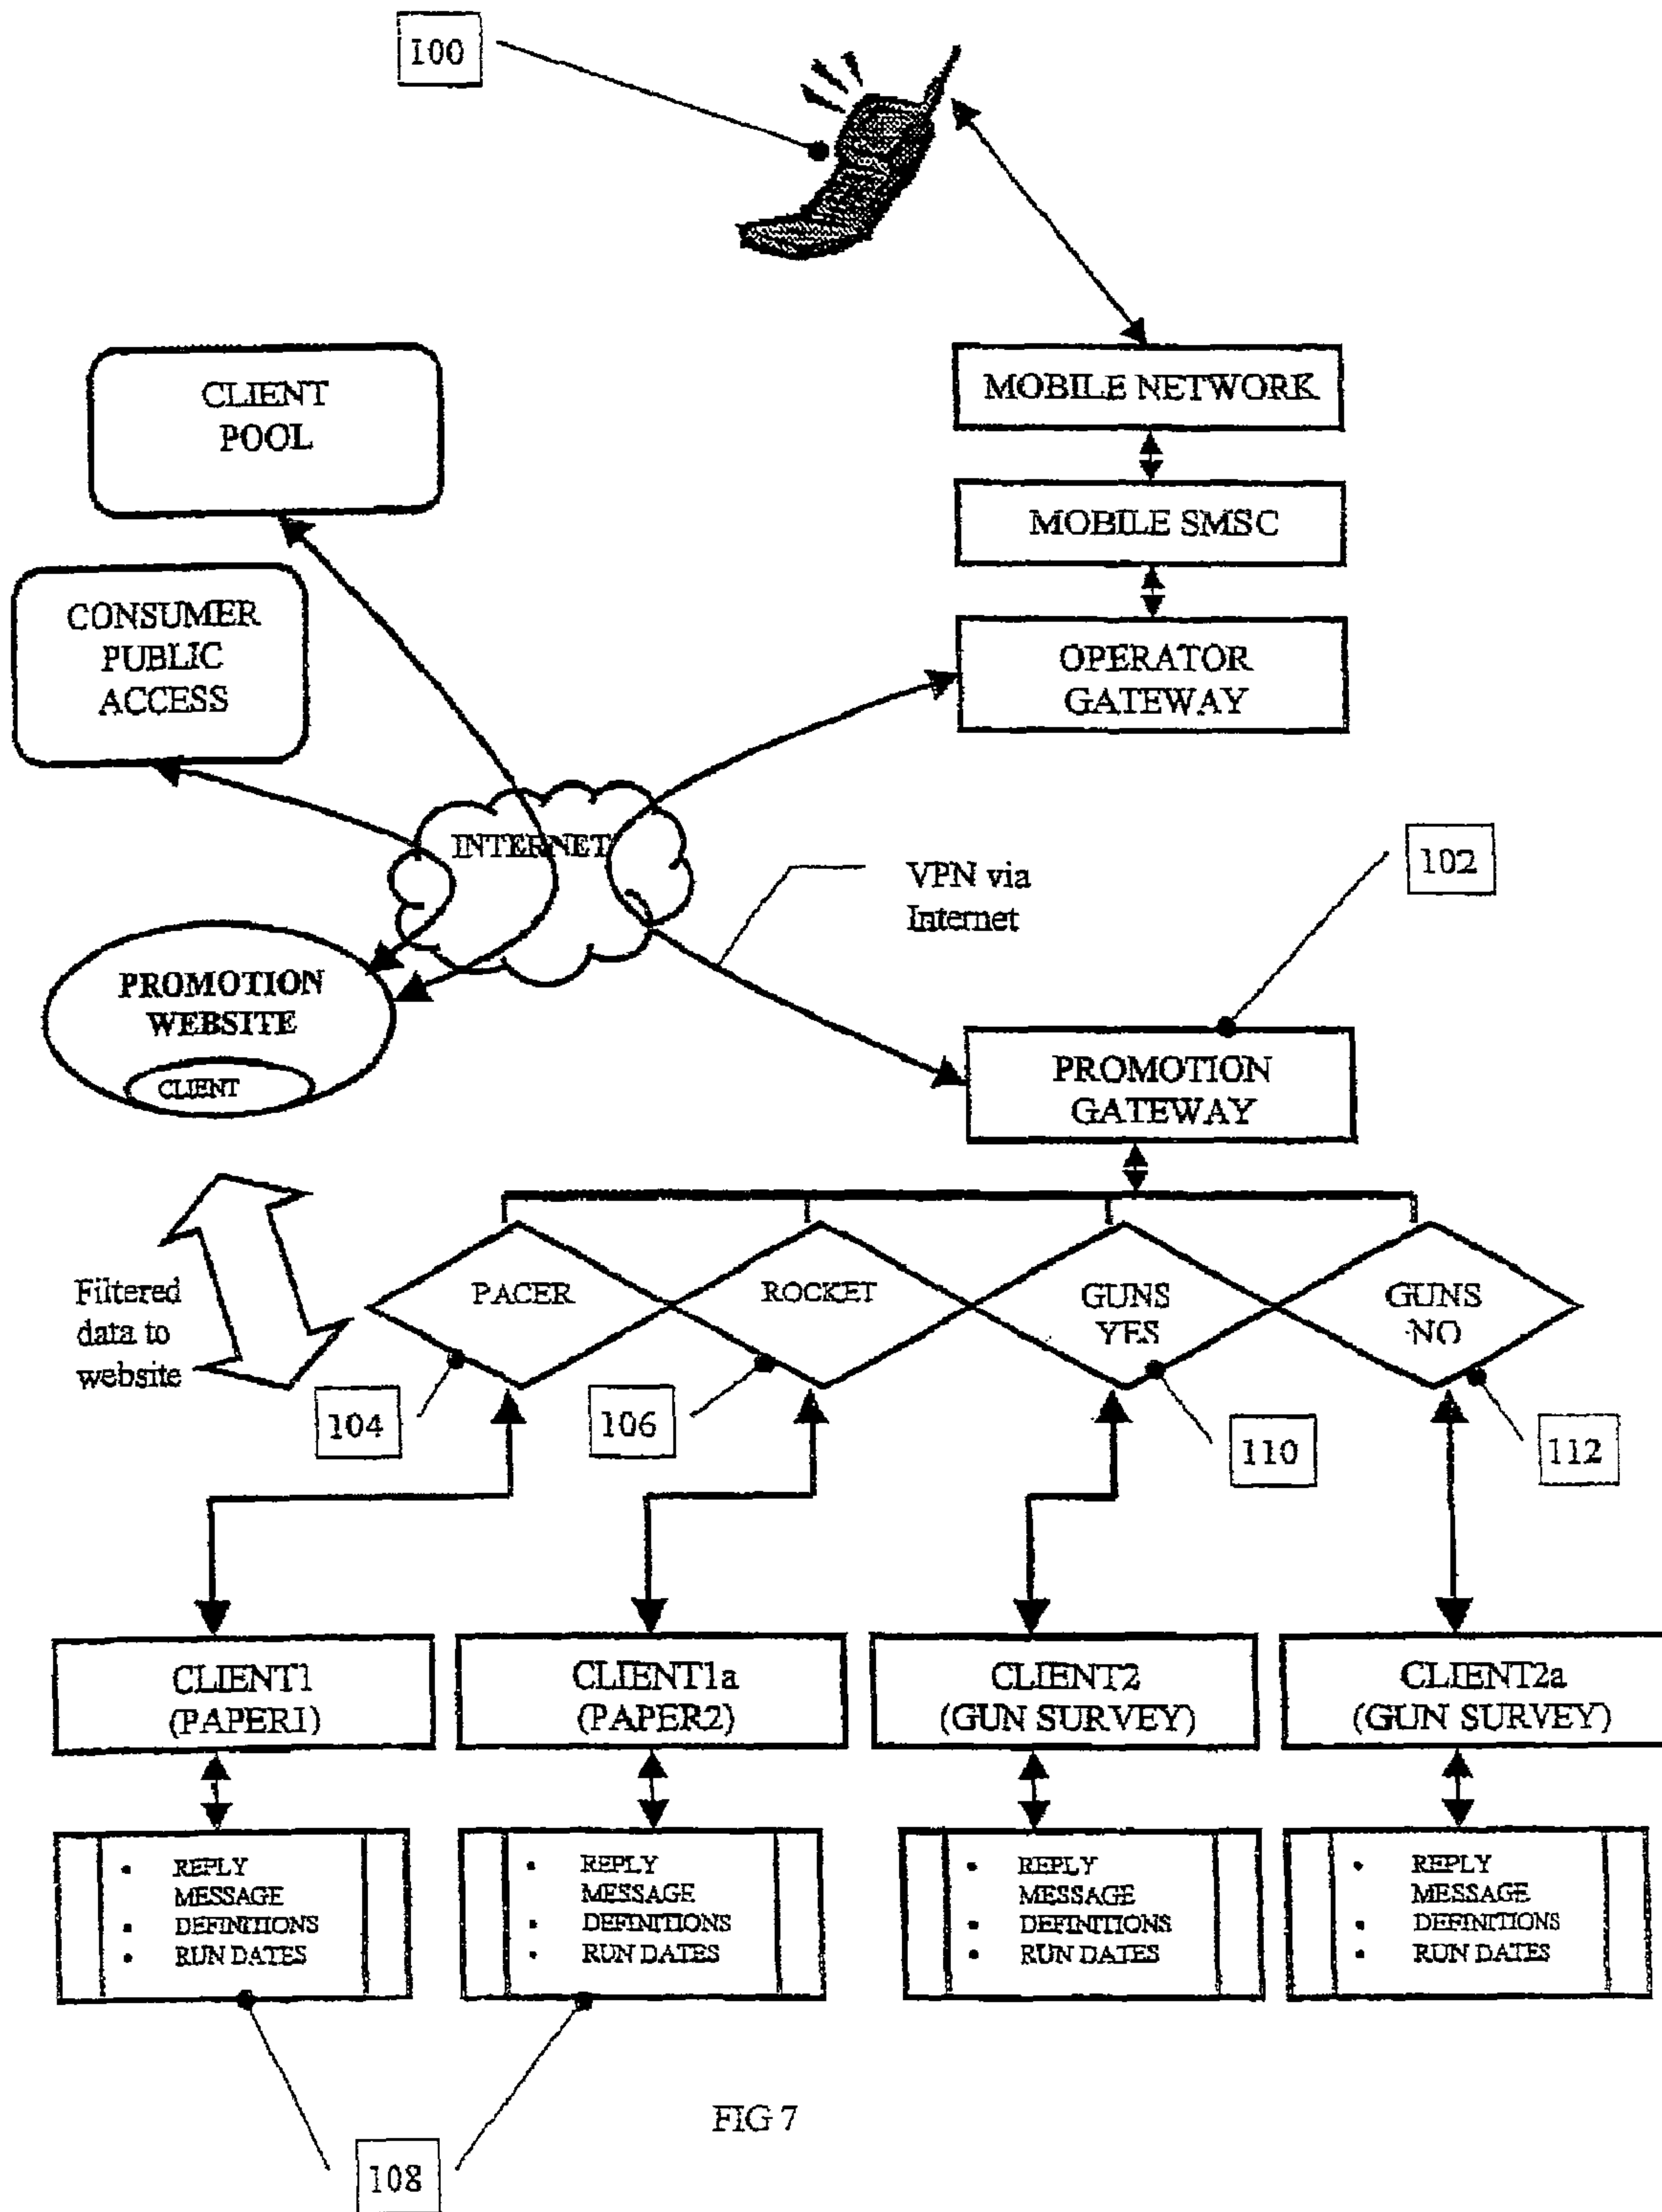 100
CLIENT
POOL
MOBILE NETWORK
MOBILE SMSC
CONSUMER
PUBLIC
ACCESS
OPERATOR
GATEWAY
INTERNET
VPN via
Internet
102
PROMOTION
WEBSITE
CLIENT
PROMOTION
GATEWAY
Filtered
data to
website
PACER
ROCKET
GUNS
YES
GUNS
NO
104
106
110
112
CLIENT1
(PAPER1)
CLIENT1a
(PAPER2)
CLIENT2
(GUN SURVEY)
CLIENT2a
(GUN SURVEY)
• REPLY
MESSAGE
• DEFINITIONS
• RUN DATES
• REPLY
MESSAGE
• DEFINITIONS
• RUN DATES
• REPLY
MESSAGE
• DEFINITIONS
• RUN DATES
• REPLY
MESSAGE
• DEFINITIONS
• RUN DATES
FIG 7
108